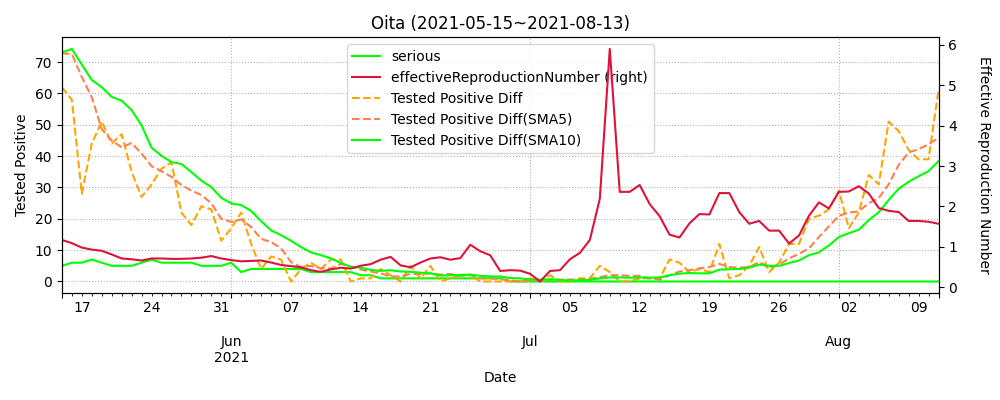 Oita (2021-05-15~2021-08-13)
serious
effectiveReproductionNumber (right)
Tested Positive Diff
Tested Positive Diff(SMA5)
Tested Positive Diff(SMA10)
Tested Positive
70
60
50
40
30
20
10
0
6
5
4
3
2
1
0
Effective Reproduction Number
17 24 31 07 14 21 28 05 12 19 26 02 09
Jun Jul Aug
2021
Date